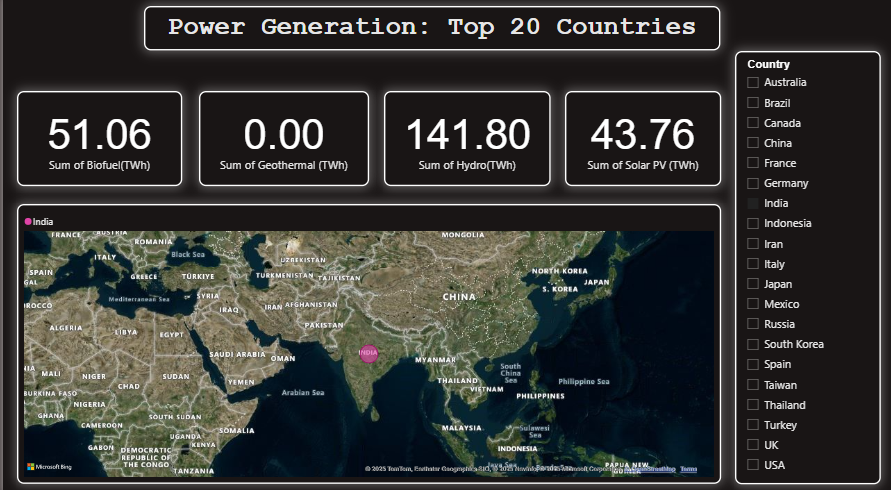 Power Generation: Top 20 Countries
51.06
Sum of Biofuel(TWh)
0.00
Sum of Geothermal (TWh)
141.80
Sum of Hydro(TWh)
43.76
Sum of Solar PV (TWh)
Country
Australia
Brazil
Canada
China
France
Germany
India
Indonesia
Iran
Italy
Japan
Mexico
Russia
South Korea
Spain
Taiwan
Thailand
Turkey
UK
USA
India
FRANCE
AUSTRIA
MONGOLIA
ROMANIA
ITALY
Black Sea
UZBEKISTAN
SPAIN
GREECE
TÜRKIYE
TURKMENISTAN
TAJIKISTAN
NORTH KOREA
GAL
Mediterranean Sea
SYRIA
CHINA
S. KOREA
JAPAN
ROCCO
IRAQ
IRAN
AFGHANISTAN
ALGERIA
LIBYA
EGYPT
PAKISTAN
SAUDI ARABIA
OMAN
INDIA
MYANMAR
MALI
NIGER
CHAD
SUDAN
YEMEN
Arabian Sea
THAILAND
South
China
Sea
Philippine Sea
BURKINA FASO
VIETNAM
PHILIPPINES
NIGERIA
GHANA
SOUTH SUDAN
CAMEROON
SOMALIA
MALAYSIA
Sulawesi
Sea
GABON
UGANDA
KENYA
DEMOCRATIC
REPUBLIC OF
THE CONGO
INDONESIA
TANZANIA
PAPUA NEW
Microsoft Bing
© 2025 TomTom, Earthstar Geographics SIO, © 2025 Microsoft Corporation
OpenStreetMap
Terms